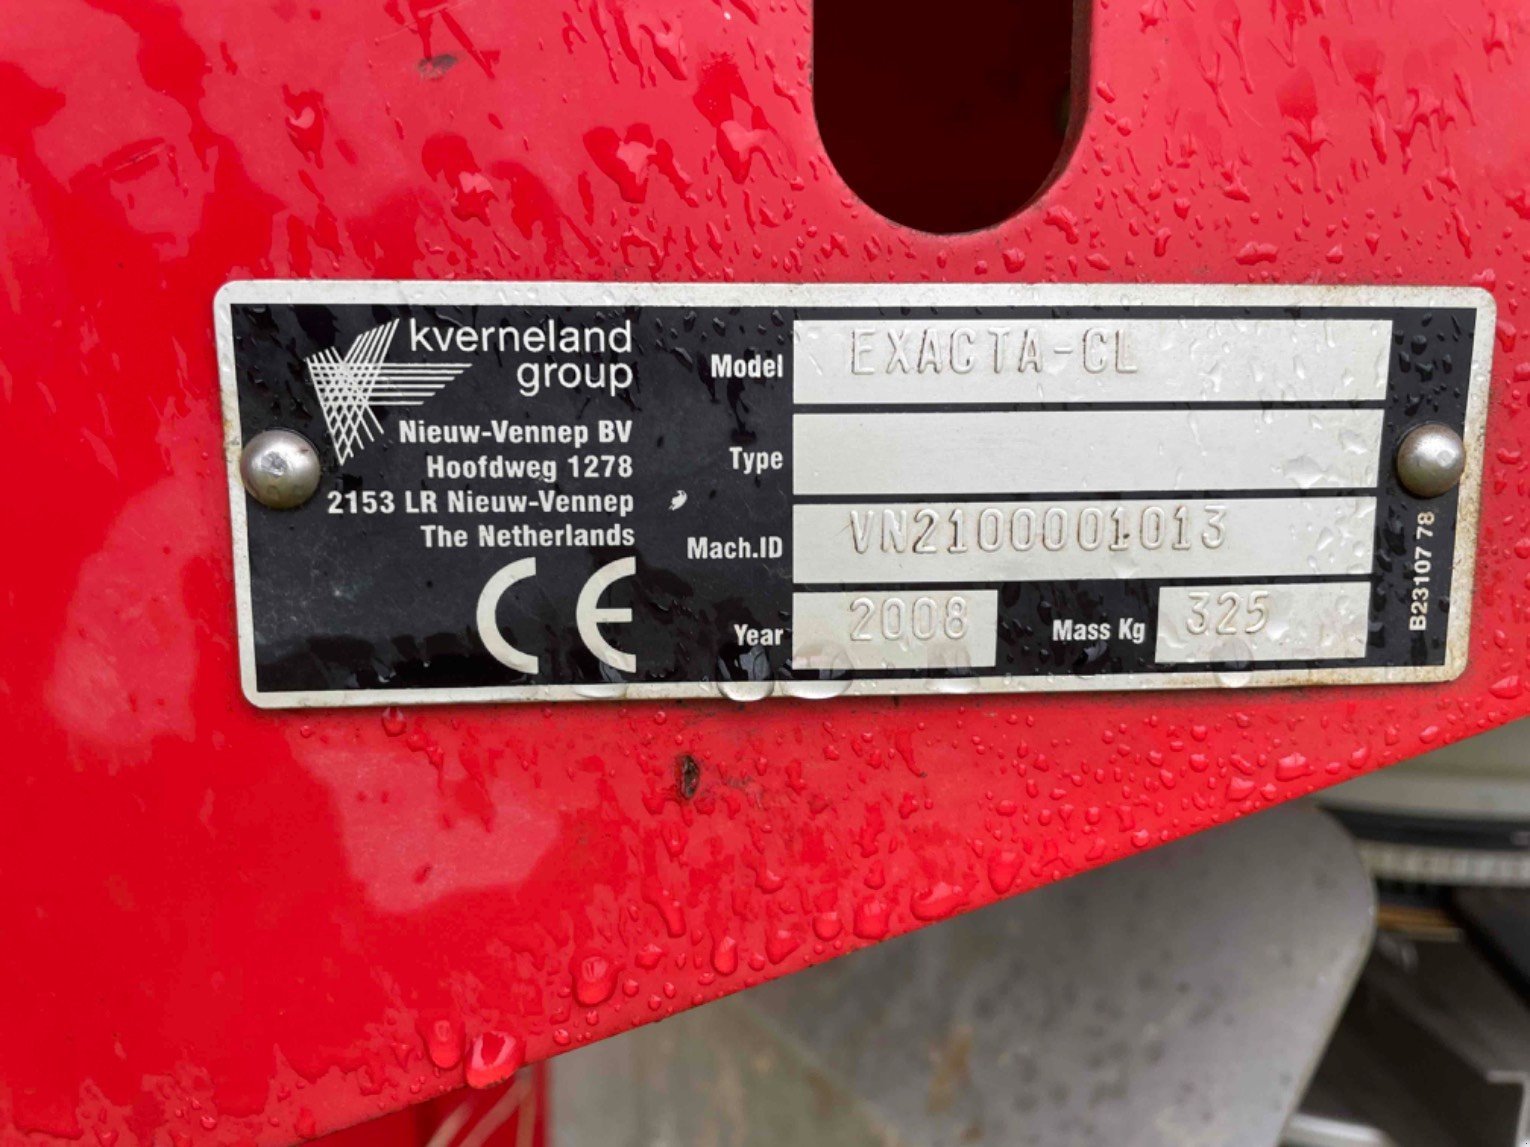 kverneland
group
Nieuw-Vennep BV
Hoofdweg 1278
2153 LR Nieuw-Vennep
The Netherlands
CE
Model EXACTA-CL
Type
Mach.ID VN2100001013
Year 2008 Mass Kg 325
B23107 78